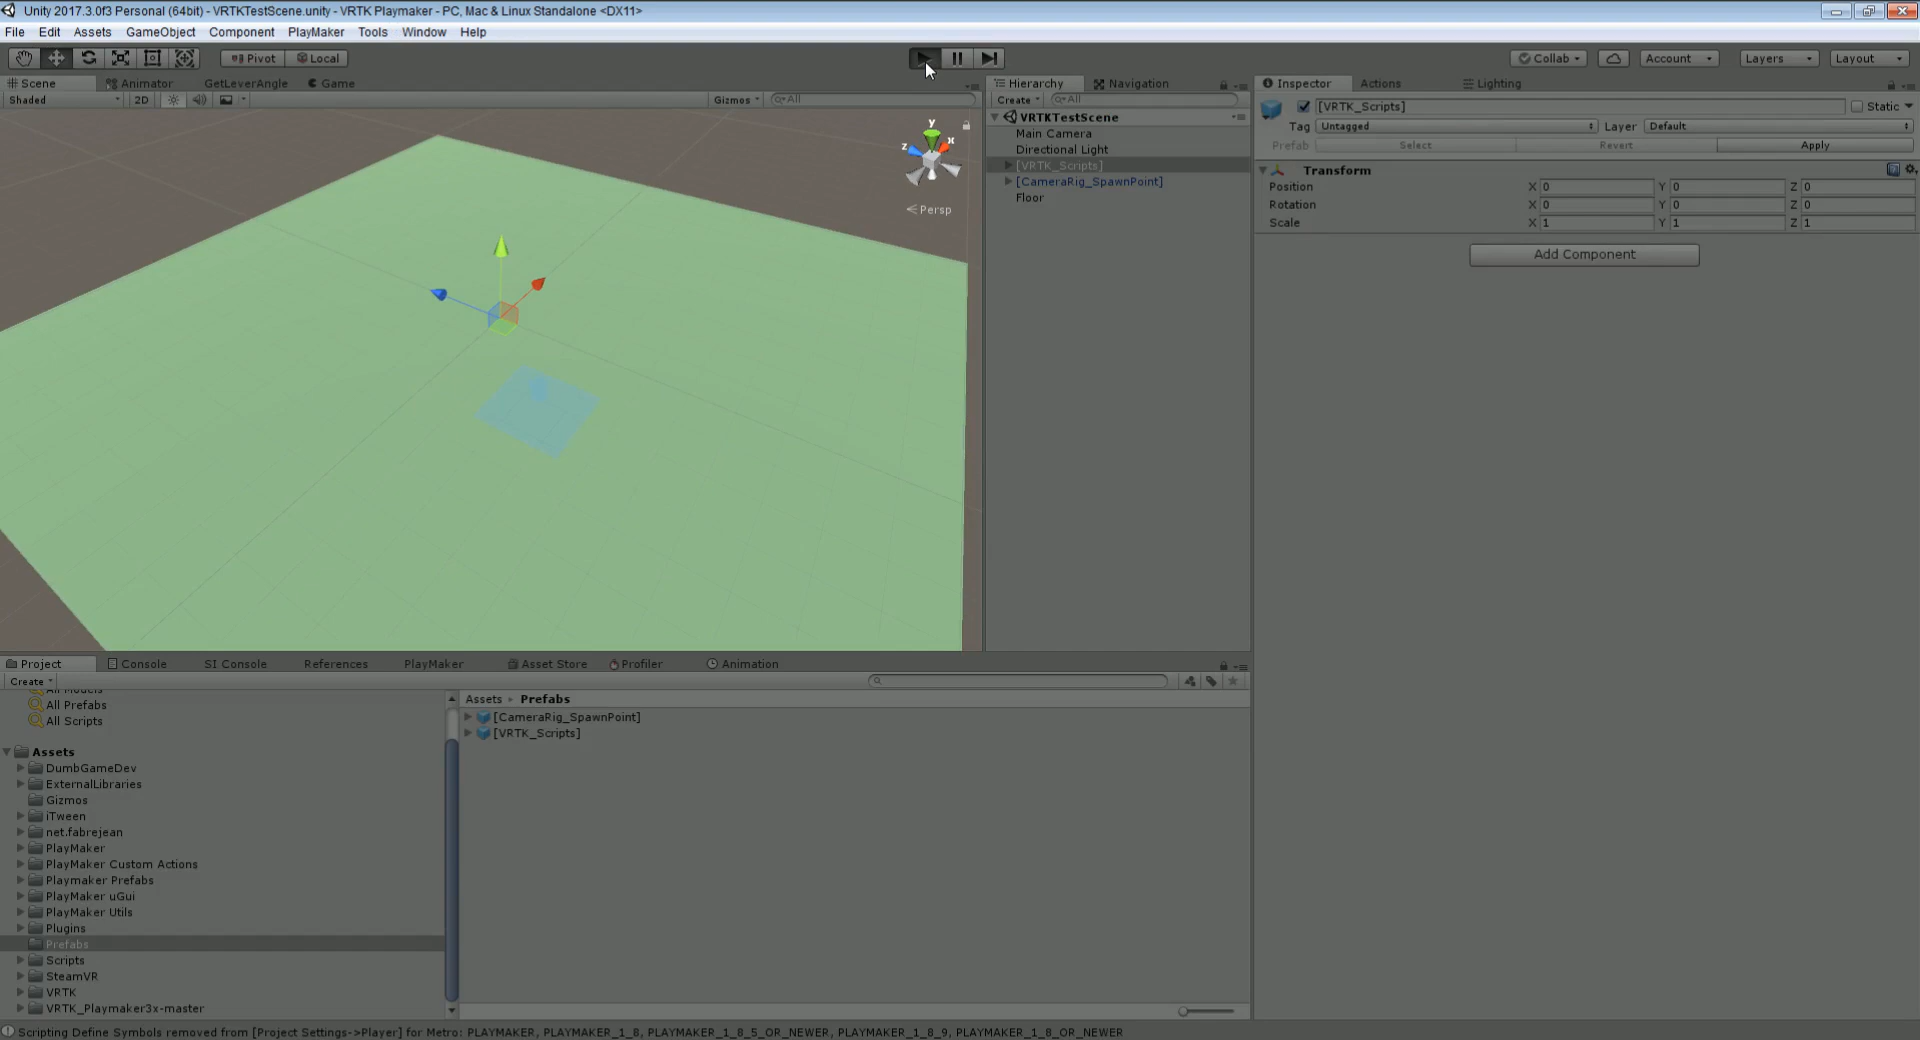 Unity 2017.3.0f3 Personal (64bit) - VRTKTestScene.unity - VRTK Playmaker - PC, Mac & Linux Standalone <DX11>
File Edit Assets GameObject Component PlayMaker Tools Window Help
Pivot Local Collab Account Layers Layout
Scene Animator GetLeverAngle Game
Shaded 2D Gizmos All
y
x
z
Persp
Hierarchy Navigation
Create All
VRTKTestScene
Main Camera
Directional Light
[VRTK_Scripts]
[CameraRig_SpawnPoint]
Floor
Inspector Actions Lighting
[VRTK_Scripts] Static
Tag Untagged Layer Default
Prefab Select Revert Apply
Transform
Position X 0 Y 0 Z 0
Rotation X 0 Y 0 Z 0
Scale X 1 Y 1 Z 1
Add Component
Project Console SI Console References PlayMaker Asset Store Profiler Animation
Create
All Models
All Prefabs
All Scripts
Assets
DumbGameDev
ExternalLibraries
Gizmos
iTween
net.fabrejean
PlayMaker
PlayMaker Custom Actions
Playmaker Prefabs
PlayMaker uGui
PlayMaker Utils
Plugins
Prefabs
Scripts
SteamVR
VRTK
VRTK_Playmaker3x-master
Assets Prefabs
[CameraRig_SpawnPoint]
[VRTK_Scripts]
Scripting Define Symbols removed from [Project Settings->Player] for Metro: PLAYMAKER, PLAYMAKER_1_8, PLAYMAKER_1_8_5_OR_NEWER, PLAYMAKER_1_8_9, PLAYMAKER_1_8_OR_NEWER